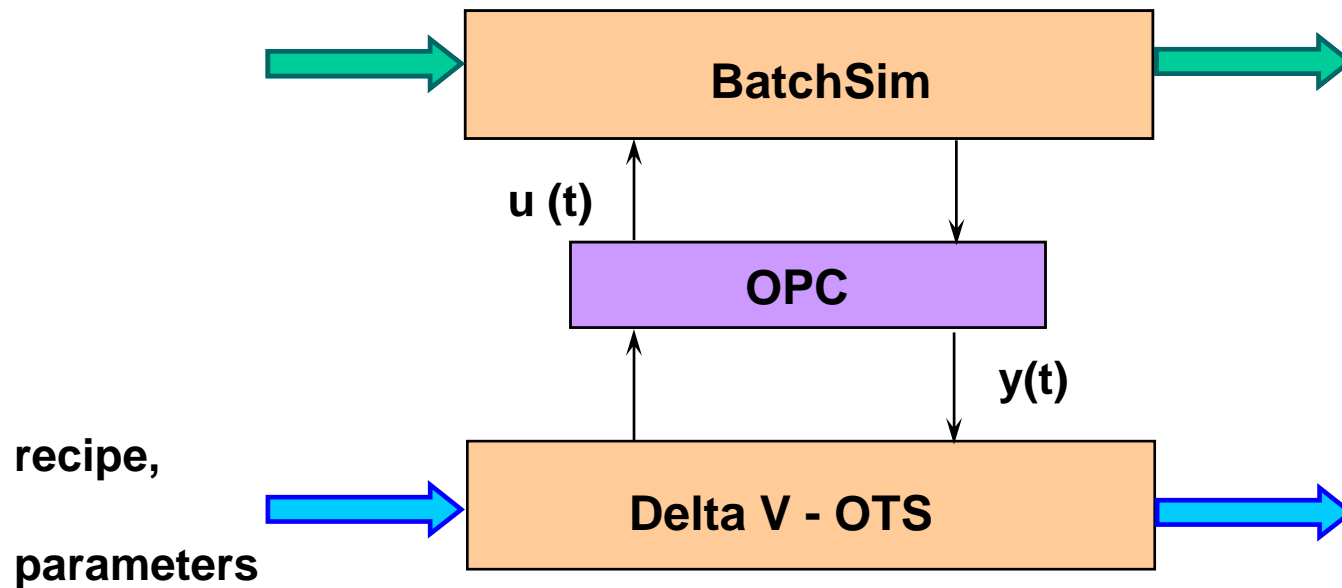 BatchSim
u (t)
OPC
y(t)
recipe,
Delta V - OTS
parameters